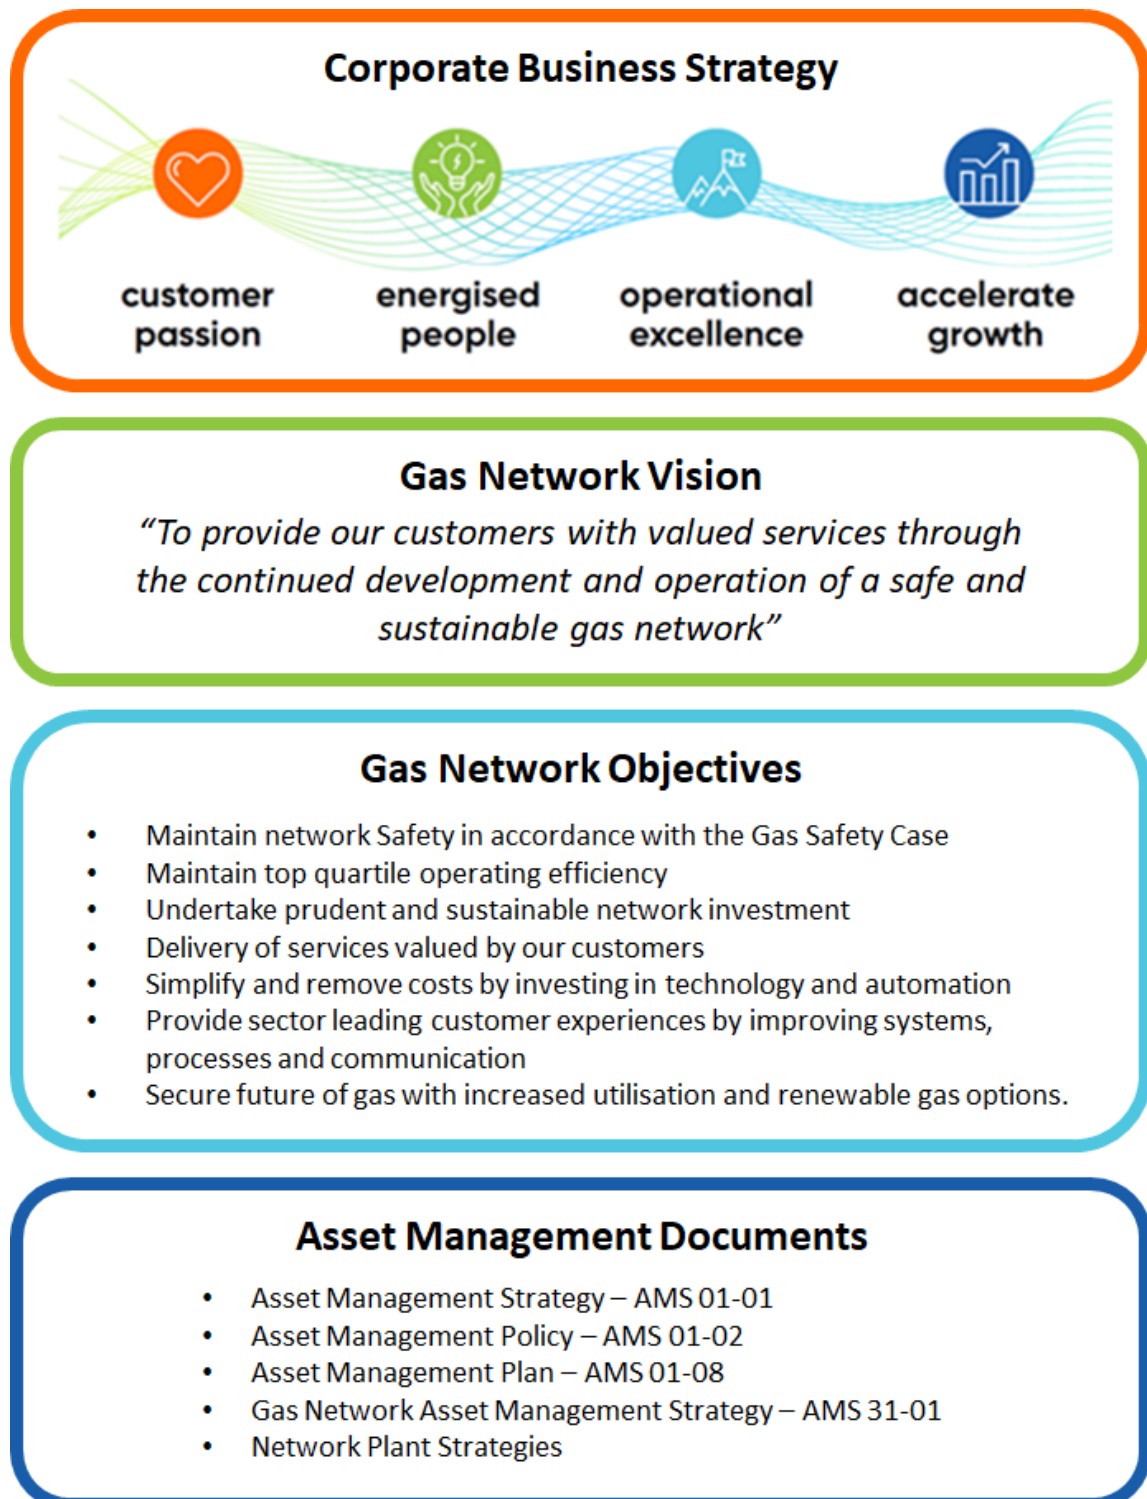 Corporate Business Strategy
customer passion
energised people
operational excellence
accelerate growth
Gas Network Vision
“To provide our customers with valued services through
the continued development and operation of a safe and
sustainable gas network”
Gas Network Objectives
• Maintain network Safety in accordance with the Gas Safety Case
• Maintain top quartile operating efficiency
• Undertake prudent and sustainable network investment
• Delivery of services valued by our customers
• Simplify and remove costs by investing in technology and automation
• Provide sector leading customer experiences by improving systems,
processes and communication
• Secure future of gas with increased utilisation and renewable gas options.
Asset Management Documents
• Asset Management Strategy – AMS 01-01
• Asset Management Policy – AMS 01-02
• Asset Management Plan – AMS 01-08
• Gas Network Asset Management Strategy – AMS 31-01
• Network Plant Strategies